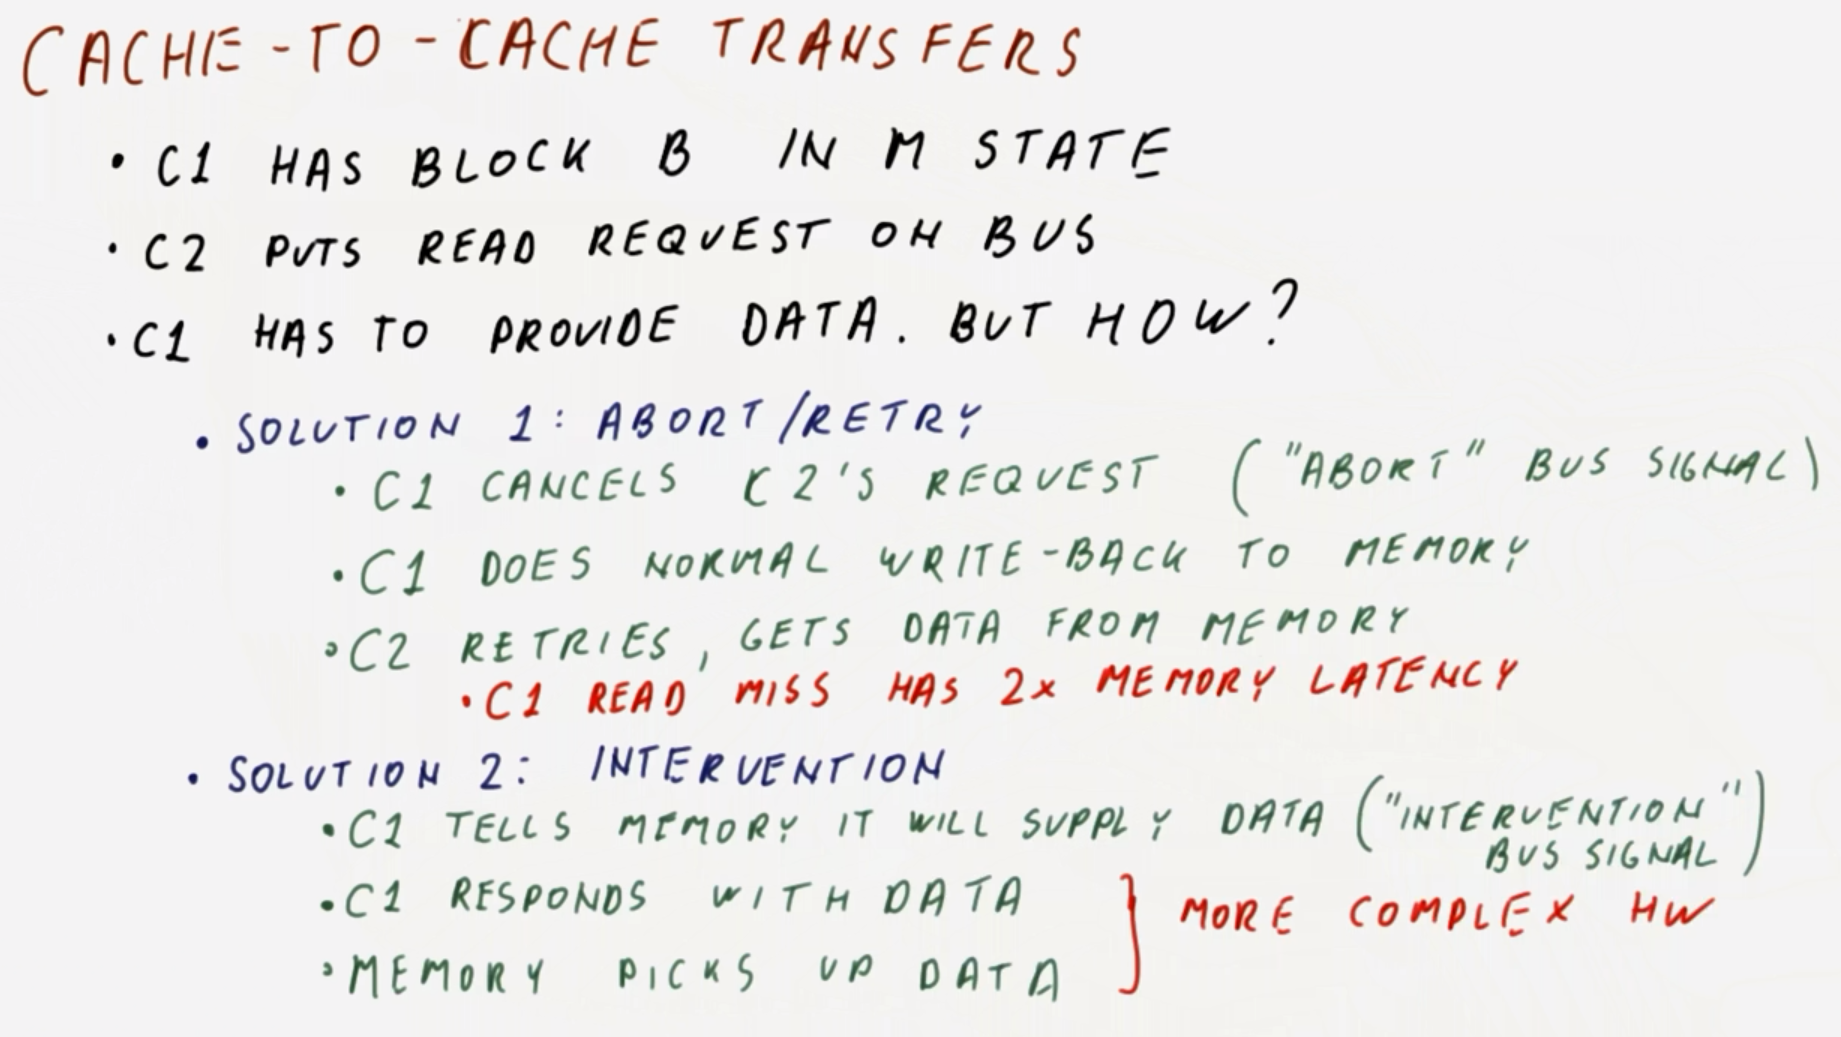 CACHE-TO-CACHE TRANSFERS
• C1 HAS BLOCK B IN M STATE
• C2 PUTS READ REQUEST ON BUS
• C1 HAS TO PROVIDE DATA. BUT HOW?
• SOLUTION 1: ABORT/RETRY
• C1 CANCELS C2'S REQUEST ("ABORT" BUS SIGNAL)
• C1 DOES NORMAL WRITE-BACK TO MEMORY
• C2 RETRIES, GETS DATA FROM MEMORY
• C1 READ MISS HAS 2x MEMORY LATENCY
• SOLUTION 2: INTERVENTION
• C1 TELLS MEMORY IT WILL SUPPLY DATA ("INTERVENTION"
BUS SIGNAL)
• C1 RESPONDS WITH DATA
MORE COMPLEX HW
• MEMORY PICKS UP DATA